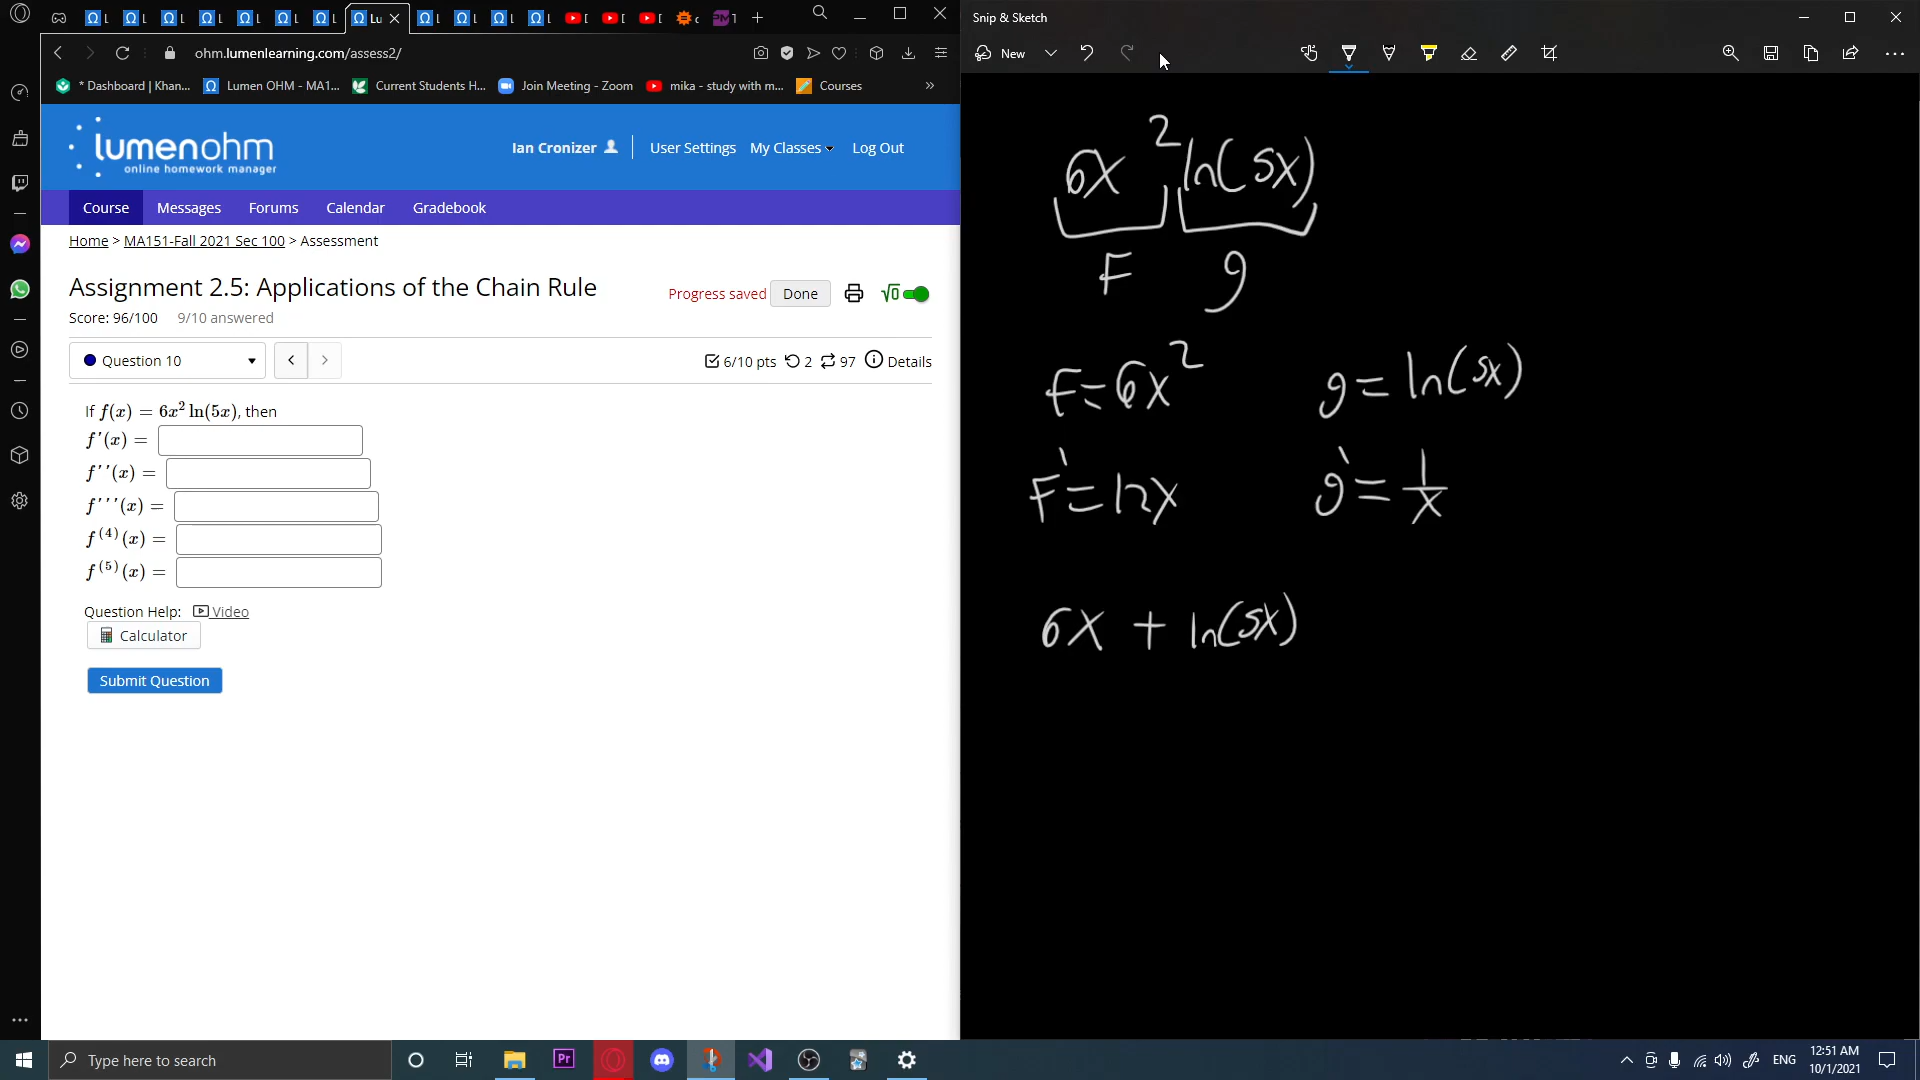 Lu
Snip & Sketch
ohm.lumenlearning.com/assess2/
New
* Dashboard | Khan...
Lumen OHM - MA1...
Current Students H...
Join Meeting - Zoom
mika - study with m...
Courses
»
lumenohm
online homework manager
Ian Cronizer
User Settings
My Classes
Log Out
Course
Messages
Forums
Calendar
Gradebook
Home > MA151-Fall 2021 Sec 100 > Assessment
Assignment 2.5: Applications of the Chain Rule
Progress saved
Done
√0
Score: 96/100 9/10 answered
Question 10
<
>
6/10 pts 2 97 Details
If f(x) = 6x² ln(5x), then
f'(x) =
f''(x) =
f'''(x) =
f⁽⁴⁾(x) =
f⁽⁵⁾(x) =
Question Help: Video
Calculator
Submit Question
6x² ln(5x)
F g
F=6x² g = ln(5x)
F'=12x g' = 1/x
6x + ln(5x)
Type here to search
Pr
ENG
12:51 AM
10/1/2021